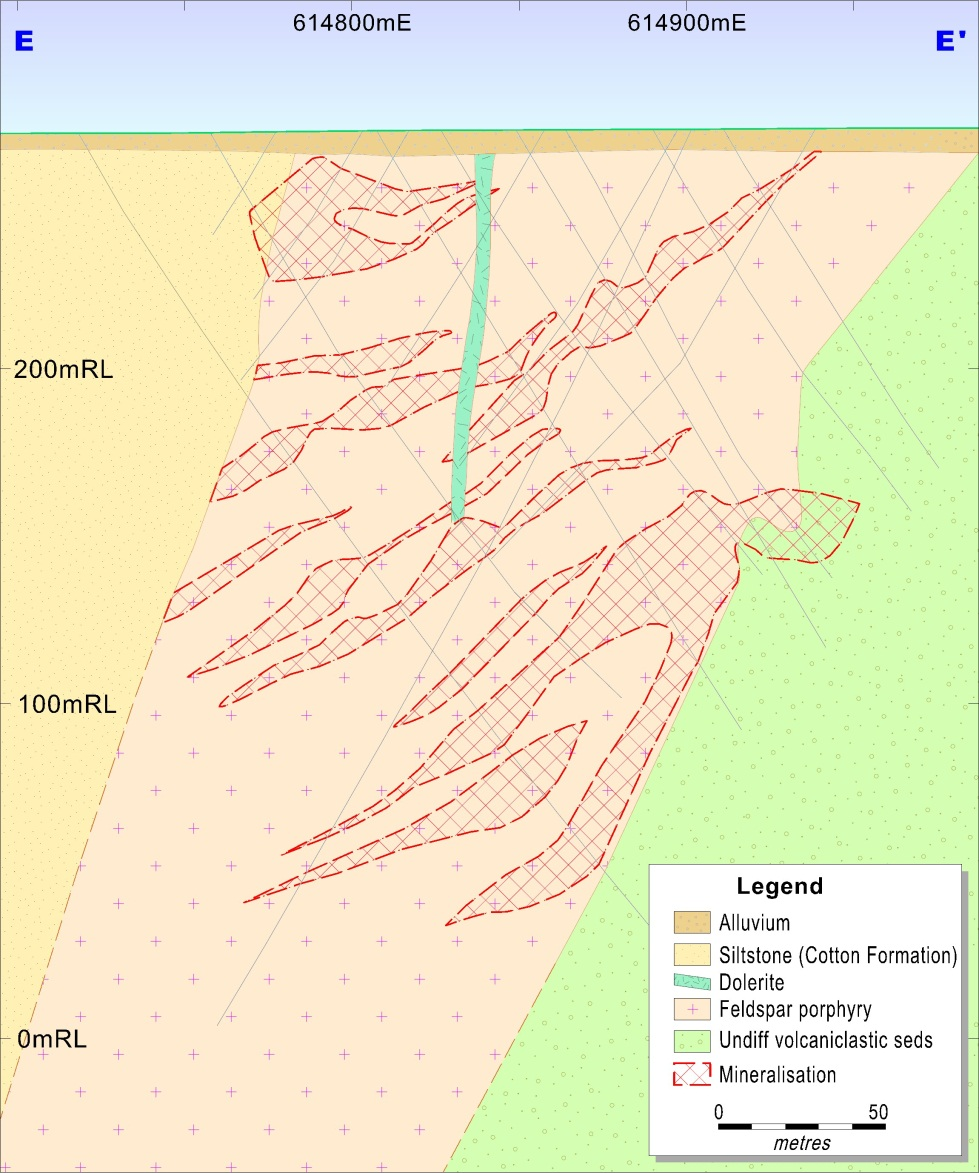 614800mE 614900mE
E E'
200mRL
100mRL
0mRL
Legend
Alluvium
Siltstone (Cotton Formation)
Dolerite
Feldspar porphyry
Undiff volcaniclastic seds
Mineralisation
0 50
metres